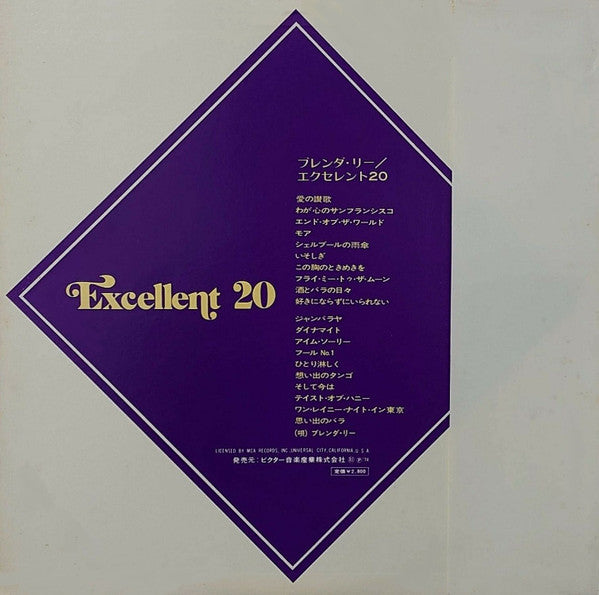 ブレンダ・リー／
エクセレント20
愛の讃歌
わが心のサンフランシスコ
エンド・オブ・ザ・ワールド
モア
シェルブールの雨傘
いそしぎ
この胸のときめきを
フライ・ミー・トゥ・ザ・ムーン
酒とバラの日々
好きにならずにいられない
Excellent 20
ジャンバラヤ
ダイナマイト
アイム・ソーリー
フール No.1
ひとり淋しく
想い出のタンゴ
そして今は
テイスト・オブ・ハニー
ワン・レイニー・ナイト・イン・東京
思い出のバラ
(唄) ブレンダ・リー
LICENSED BY MCA RECORDS, INC. UNIVERSAL CITY, CALIFORNIA, U S A
発売元：ビクター音楽産業株式会社
定価¥2,800